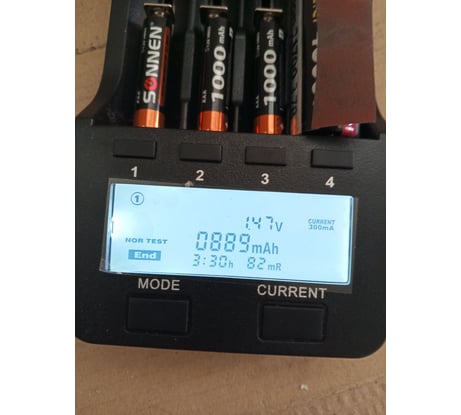 SONNEN
1000 mAh
1000 mAh
1
2
3
4
①
1.47V
CURRENT
300mA
NOR TEST
0889mAh
End
3:30h 82mR
MODE
CURRENT